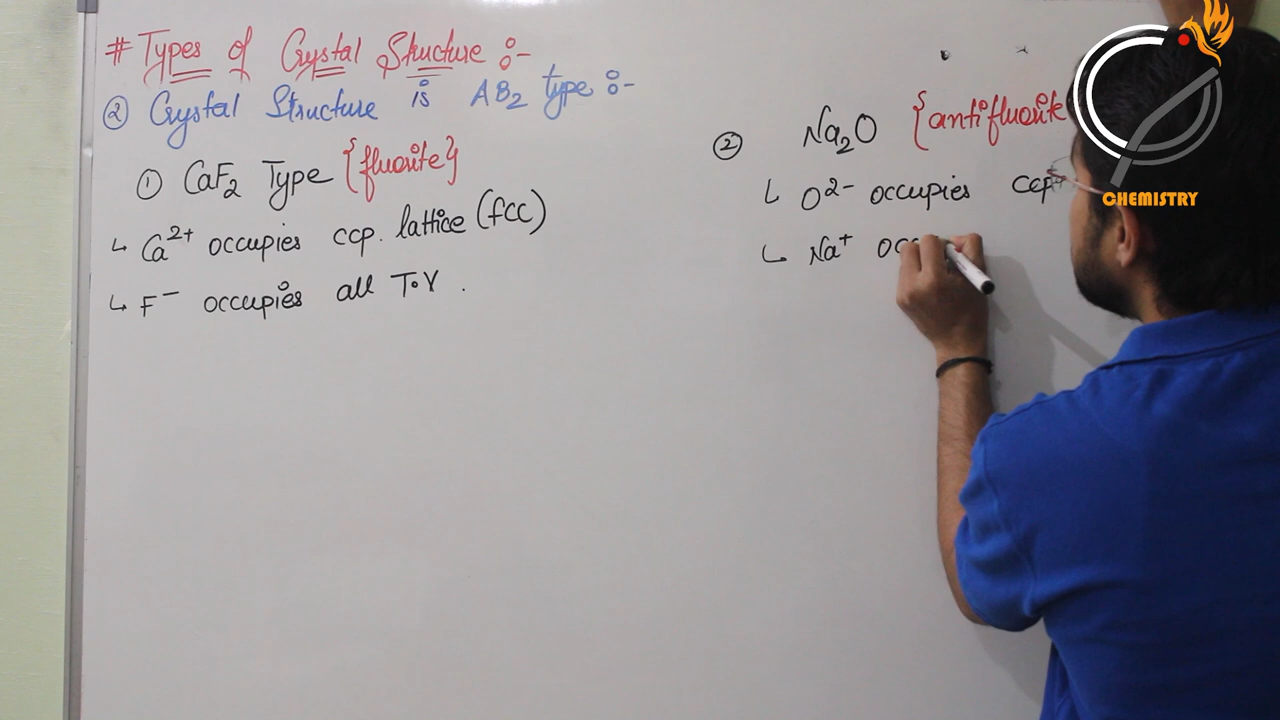 # Types of Crystal Structure :-
② Crystal Structure is AB₂ type :-
① CaF₂ Type {fluorite}
↳ Ca²⁺ occupies ccp. lattice (fcc)
↳ F⁻ occupies all T.V.
② Na₂O {antifluorite
↳ O²⁻ occupies ccp
↳ Na⁺
CHEMISTRY